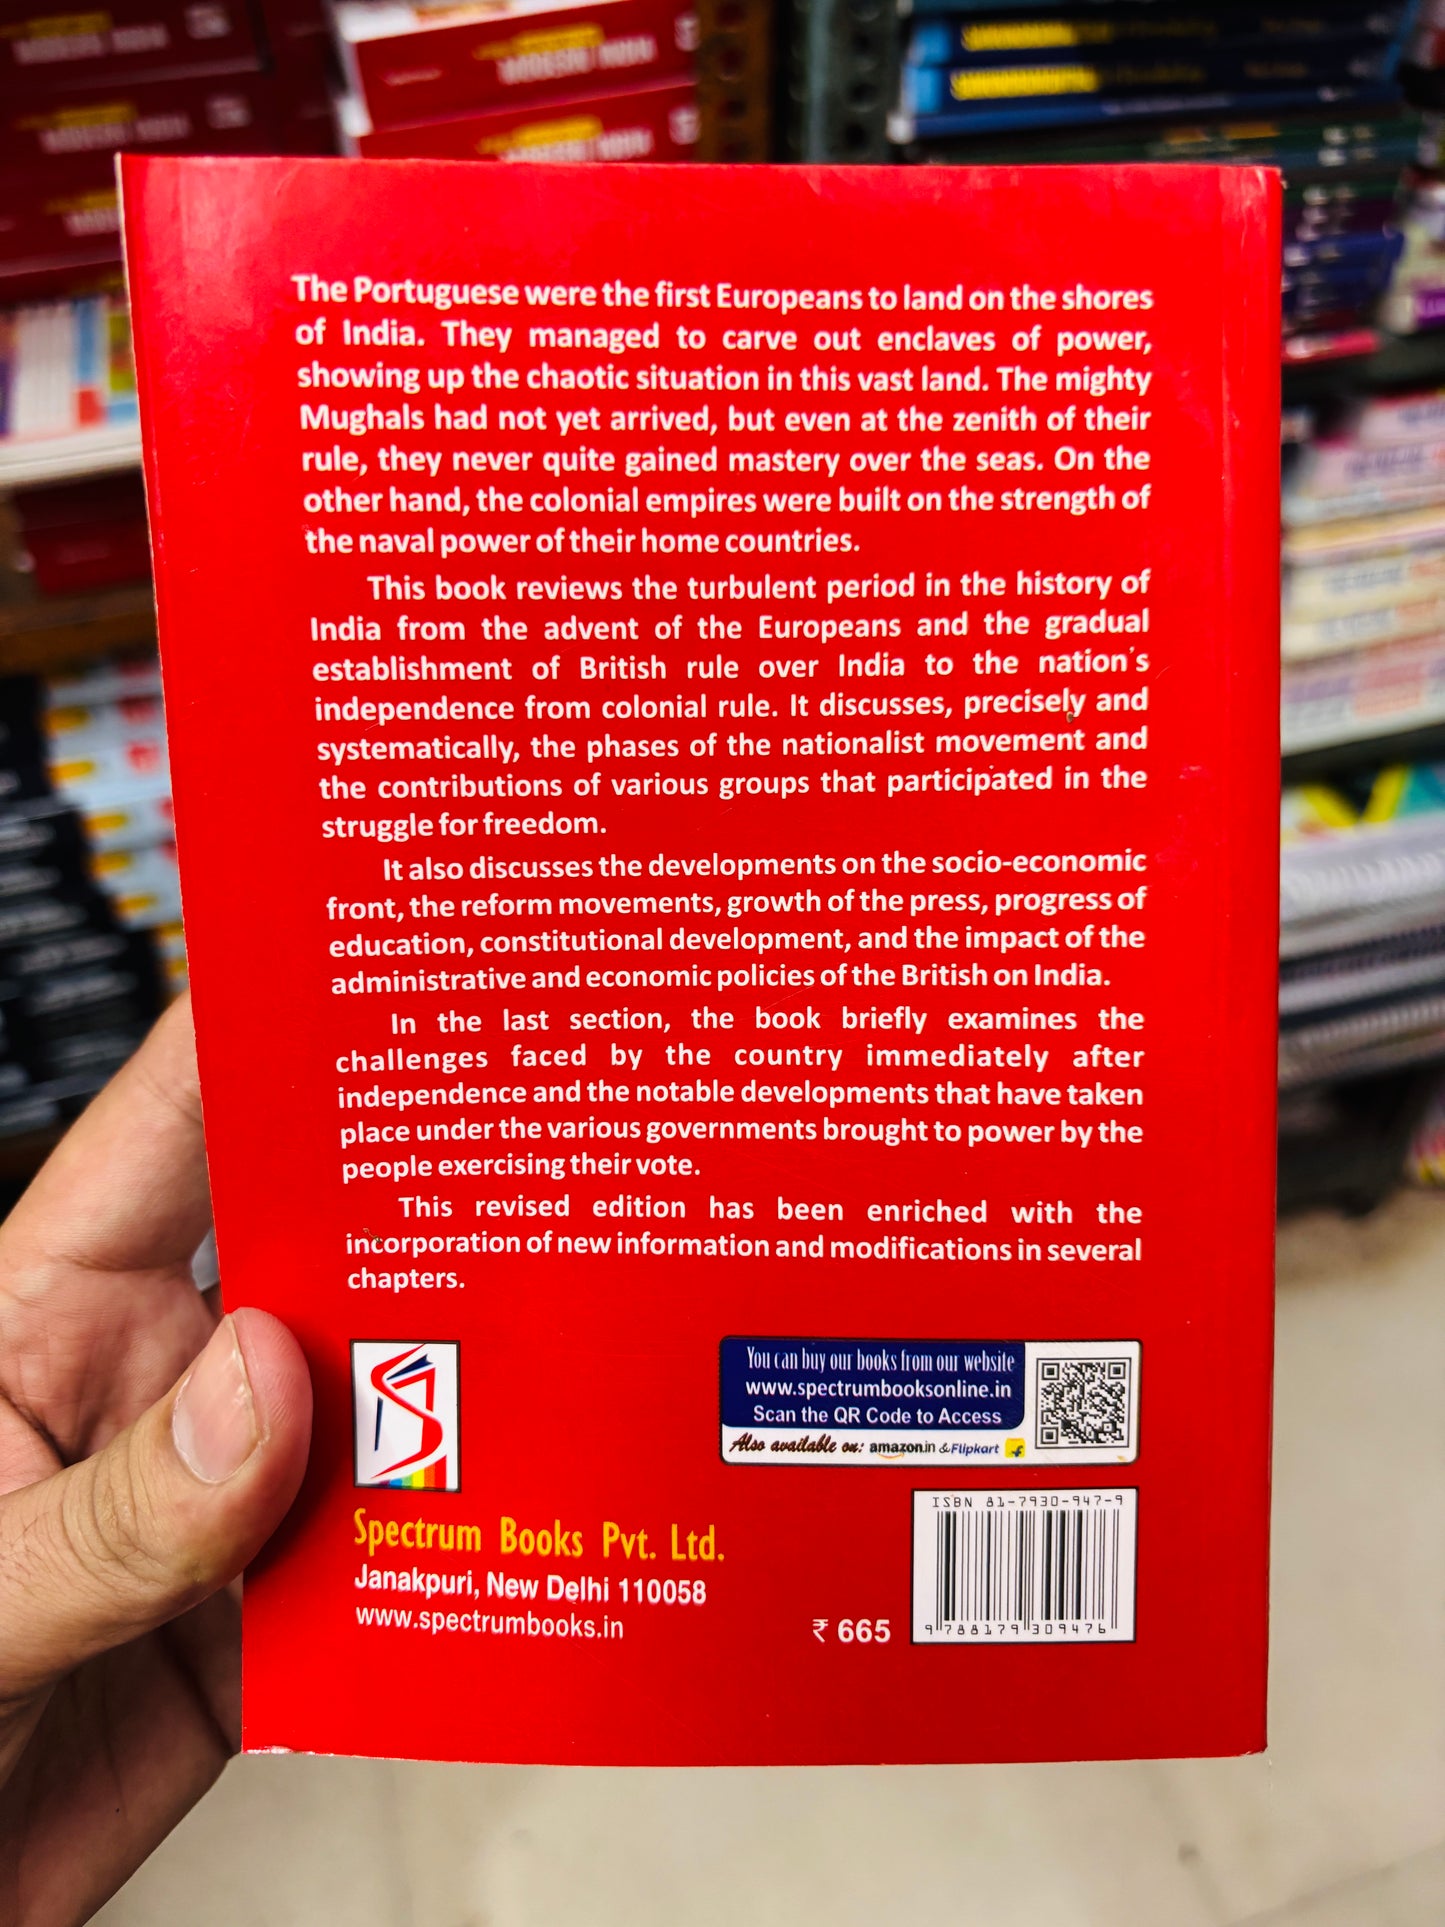 MODERN INDIA
MODERN INDIA
The Portuguese were the first Europeans to land on the shores
of India. They managed to carve out enclaves of power,
showing up the chaotic situation in this vast land. The mighty
Mughals had not yet arrived, but even at the zenith of their
rule, they never quite gained mastery over the seas. On the
other hand, the colonial empires were built on the strength of
the naval power of their home countries.
This book reviews the turbulent period in the history of
India from the advent of the Europeans and the gradual
establishment of British rule over India to the nation's
independence from colonial rule. It discusses, precisely and
systematically, the phases of the nationalist movement and
the contributions of various groups that participated in the
struggle for freedom.
It also discusses the developments on the socio-economic
front, the reform movements, growth of the press, progress of
education, constitutional development, and the impact of the
administrative and economic policies of the British on India.
In the last section, the book briefly examines the
challenges faced by the country immediately after
independence and the notable developments that have taken
place under the various governments brought to power by the
people exercising their vote.
This revised edition has been enriched with the
incorporation of new information and modifications in several
chapters.
You can buy our books from our website
www.spectrumbooksonline.in
Scan the QR Code to Access
Also available on: amazon.in & Flipkart
Spectrum Books Pvt. Ltd.
Janakpuri, New Delhi 110058
www.spectrumbooks.in
₹ 665
ISBN 81-7930-947-9
9 788179 309476